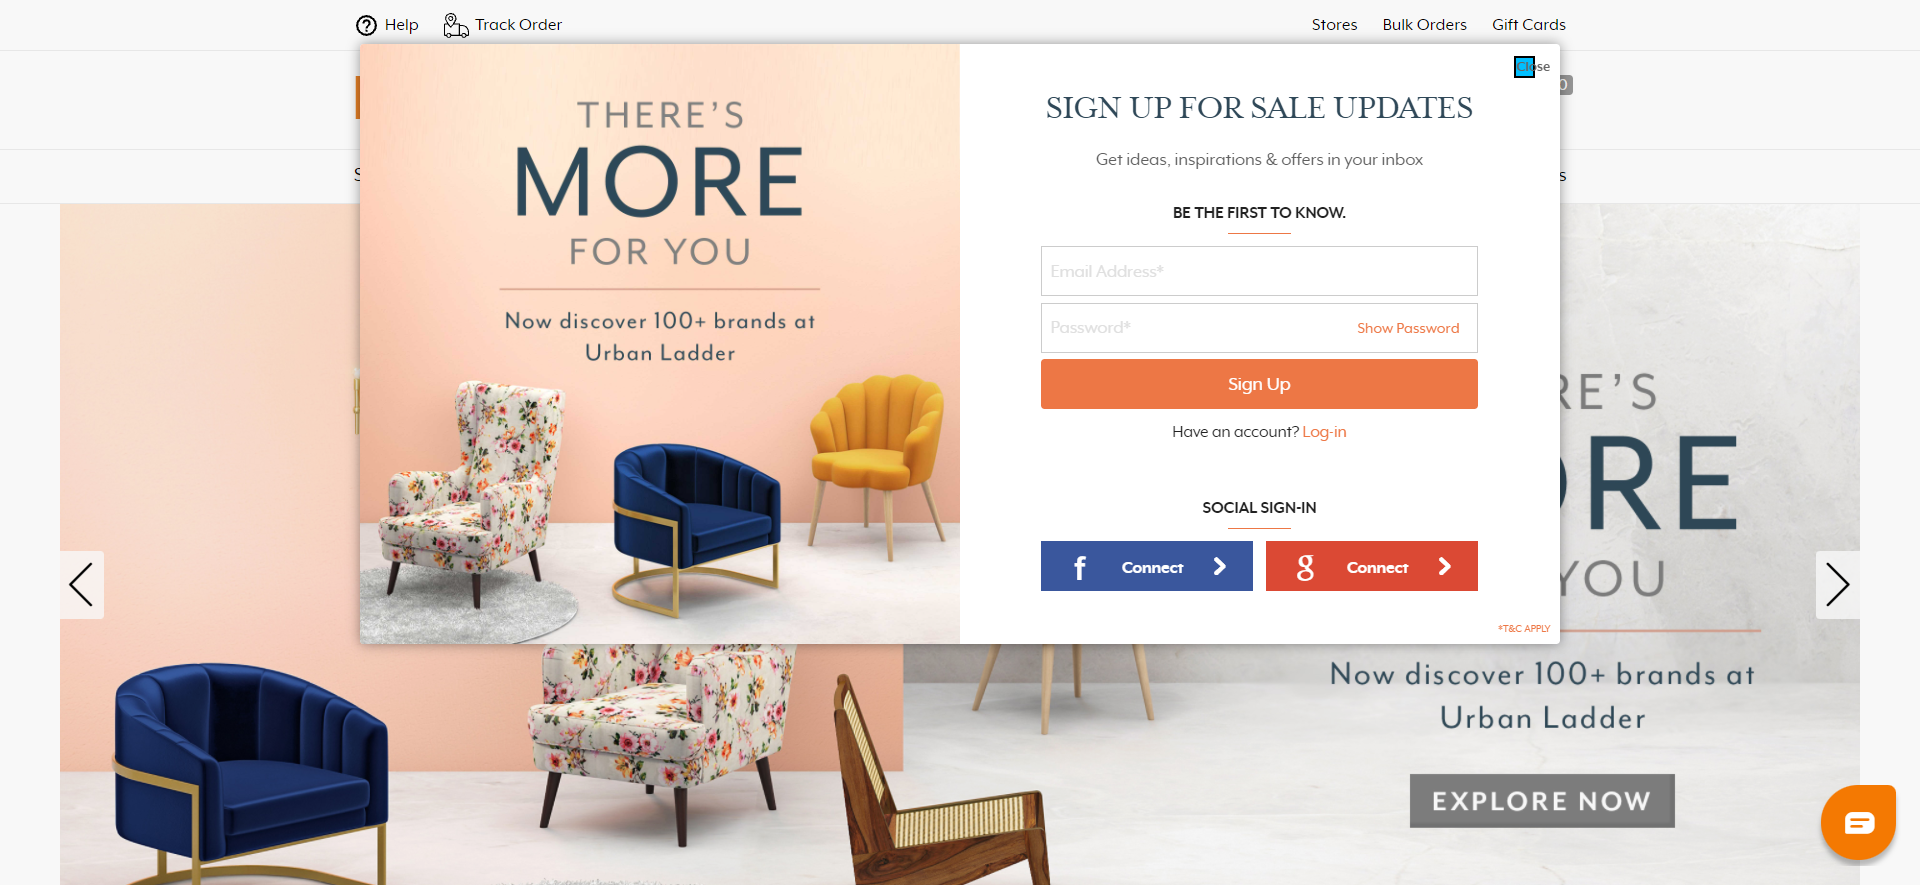 Help
Track Order
Stores
Bulk Orders
Gift Cards
Close
THERE'S
MORE
FOR YOU
Now discover 100+ brands at
Urban Ladder
SIGN UP FOR SALE UPDATES
Get ideas, inspirations & offers in your inbox
BE THE FIRST TO KNOW.
Email Address*
Password*
Show Password
Sign Up
Have an account? Log-in
SOCIAL SIGN-IN
f Connect
g Connect
*T&C APPLY
YOU
Now discover 100+ brands at
Urban Ladder
EXPLORE NOW